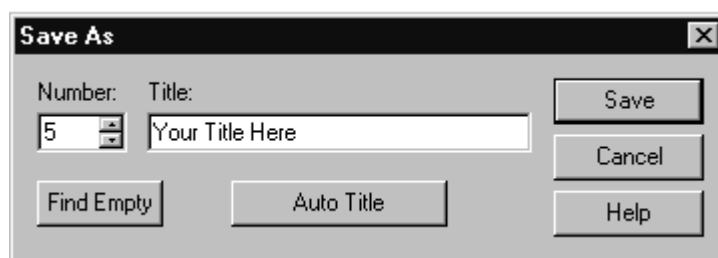 Save As
Number: Title:
5 Your Title Here
Save
Cancel
Find Empty Auto Title
Help